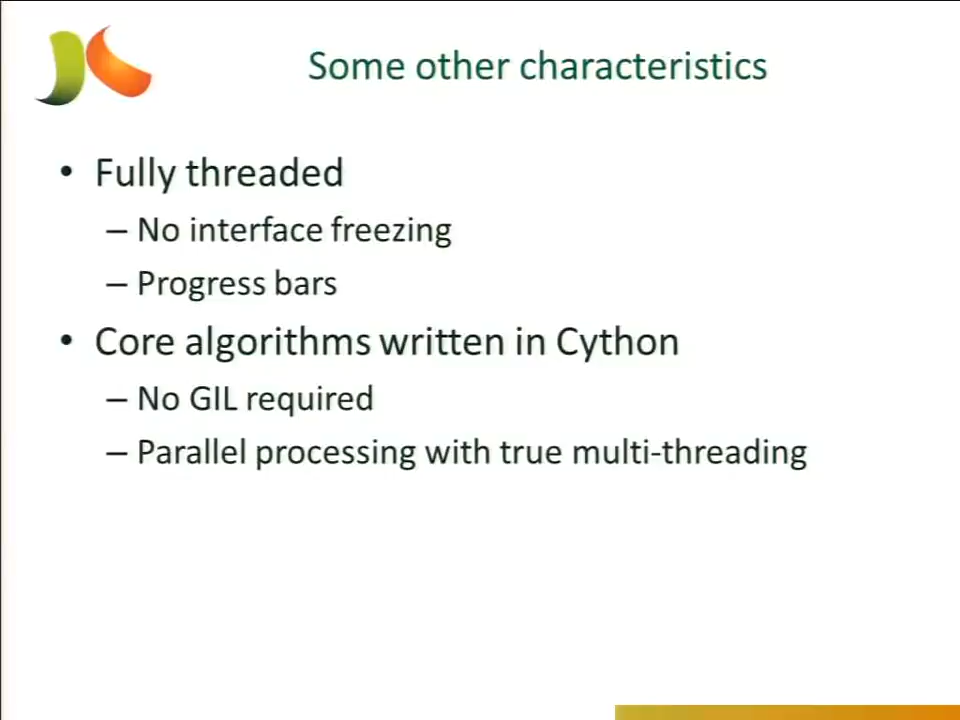 Some other characteristics
• Fully threaded
– No interface freezing
– Progress bars
• Core algorithms written in Cython
– No GIL required
– Parallel processing with true multi-threading